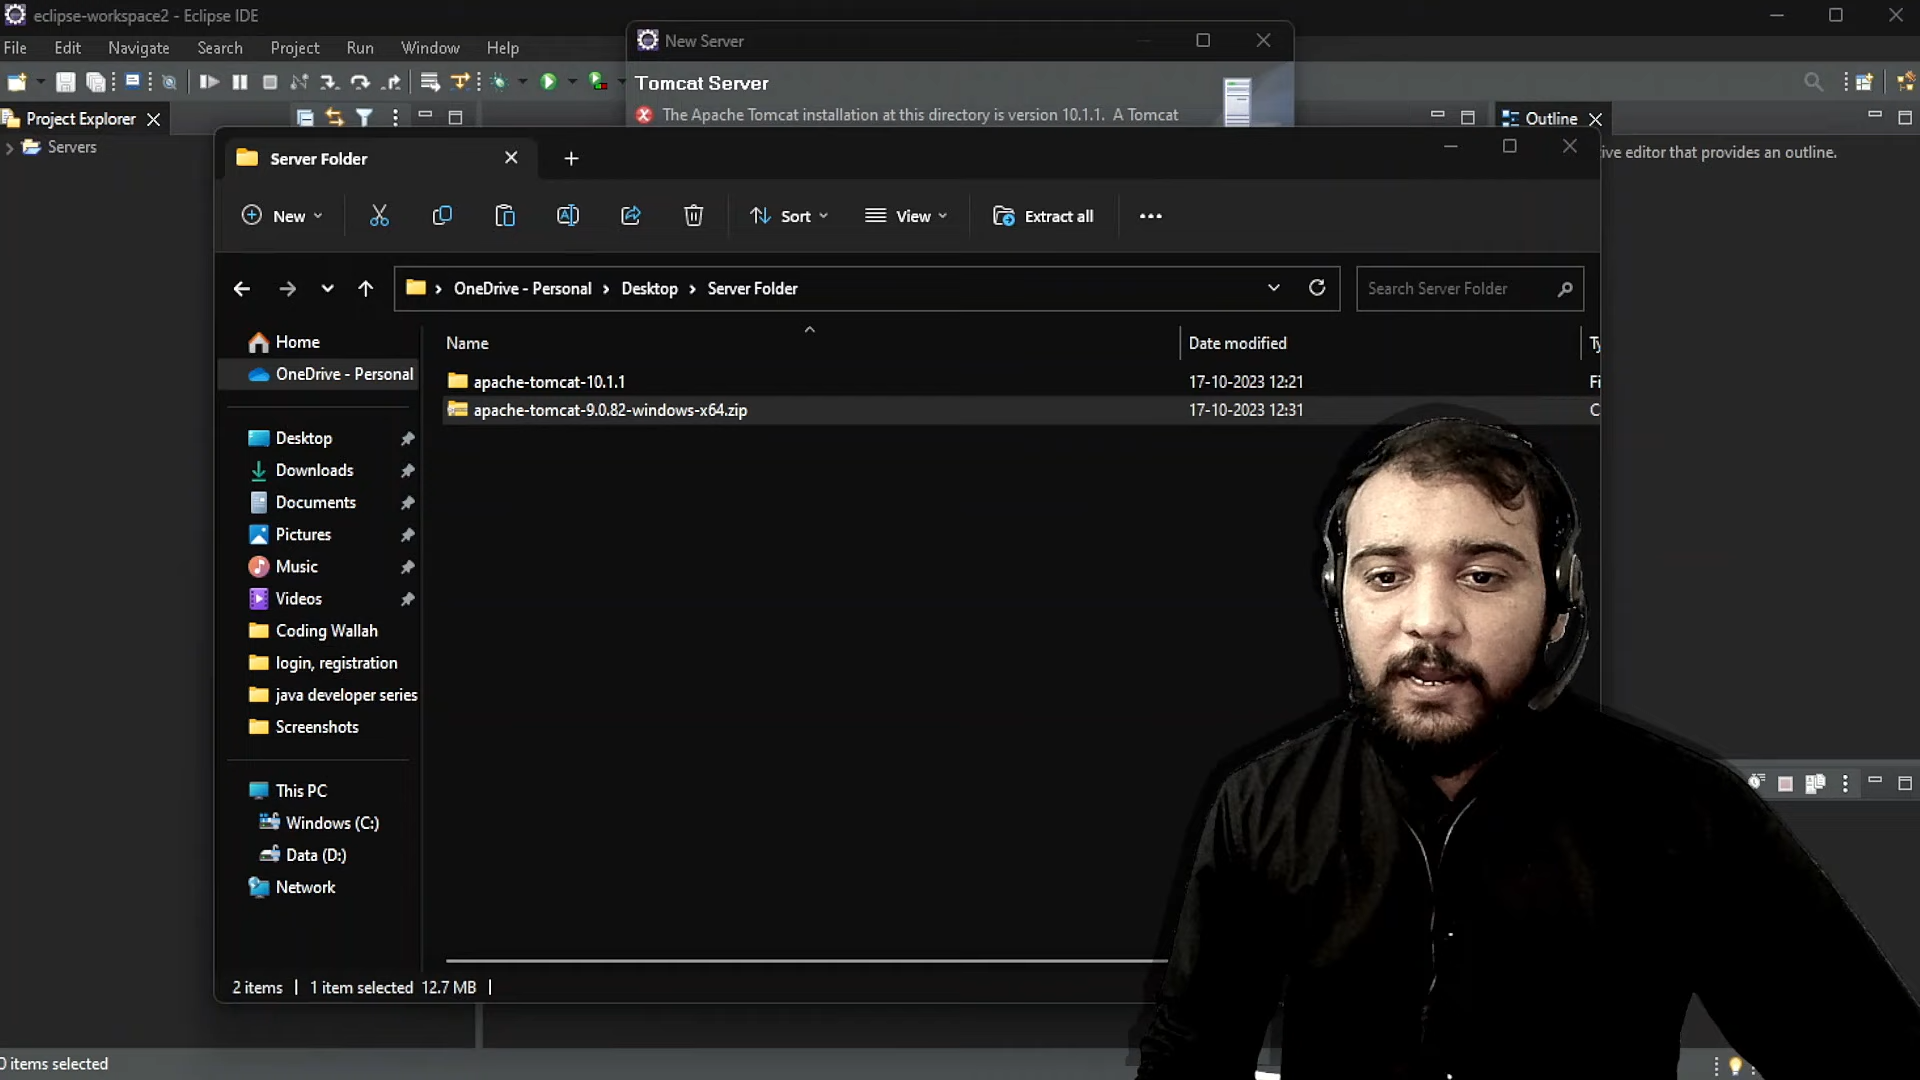 eclipse-workspace2 - Eclipse IDE
File Edit Navigate Search Project Run Window Help
New Server
Tomcat Server
The Apache Tomcat installation at this directory is version 10.1.1. A Tomcat
Project Explorer
Servers
Outline
ive editor that provides an outline.
Server Folder
New
Sort
View
Extract all
OneDrive - Personal › Desktop › Server Folder
Search Server Folder
Name Date modified Ty
apache-tomcat-10.1.1 17-10-2023 12:21 Fi
apache-tomcat-9.0.82-windows-x64.zip 17-10-2023 12:31 C
Home
OneDrive - Personal
Desktop
Downloads
Documents
Pictures
Music
Videos
Coding Wallah
login, registration
java developer series
Screenshots
This PC
Windows (C:)
Data (D:)
Network
2 items | 1 item selected 12.7 MB |
0 items selected